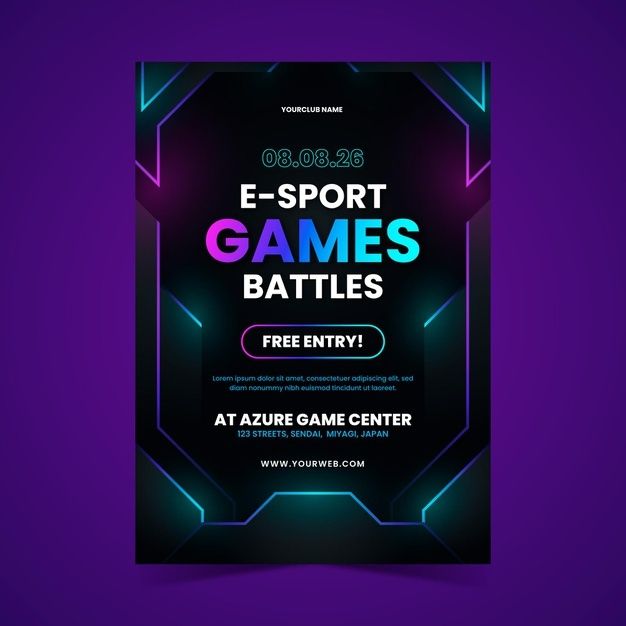 YOURCLUB NAME
08.08.26
E-SPORT
GAMES
BATTLES
FREE ENTRY!
Lorem ipsum dolor sit amet, consectetuer adipiscing elit,
sed diam nonummy nibh euismod tincidunt ut laoreet.
AT AZURE GAME CENTER
123 STREETS, SENDAI, MIYAGI, JAPAN
WWW.YOURWEB.COM